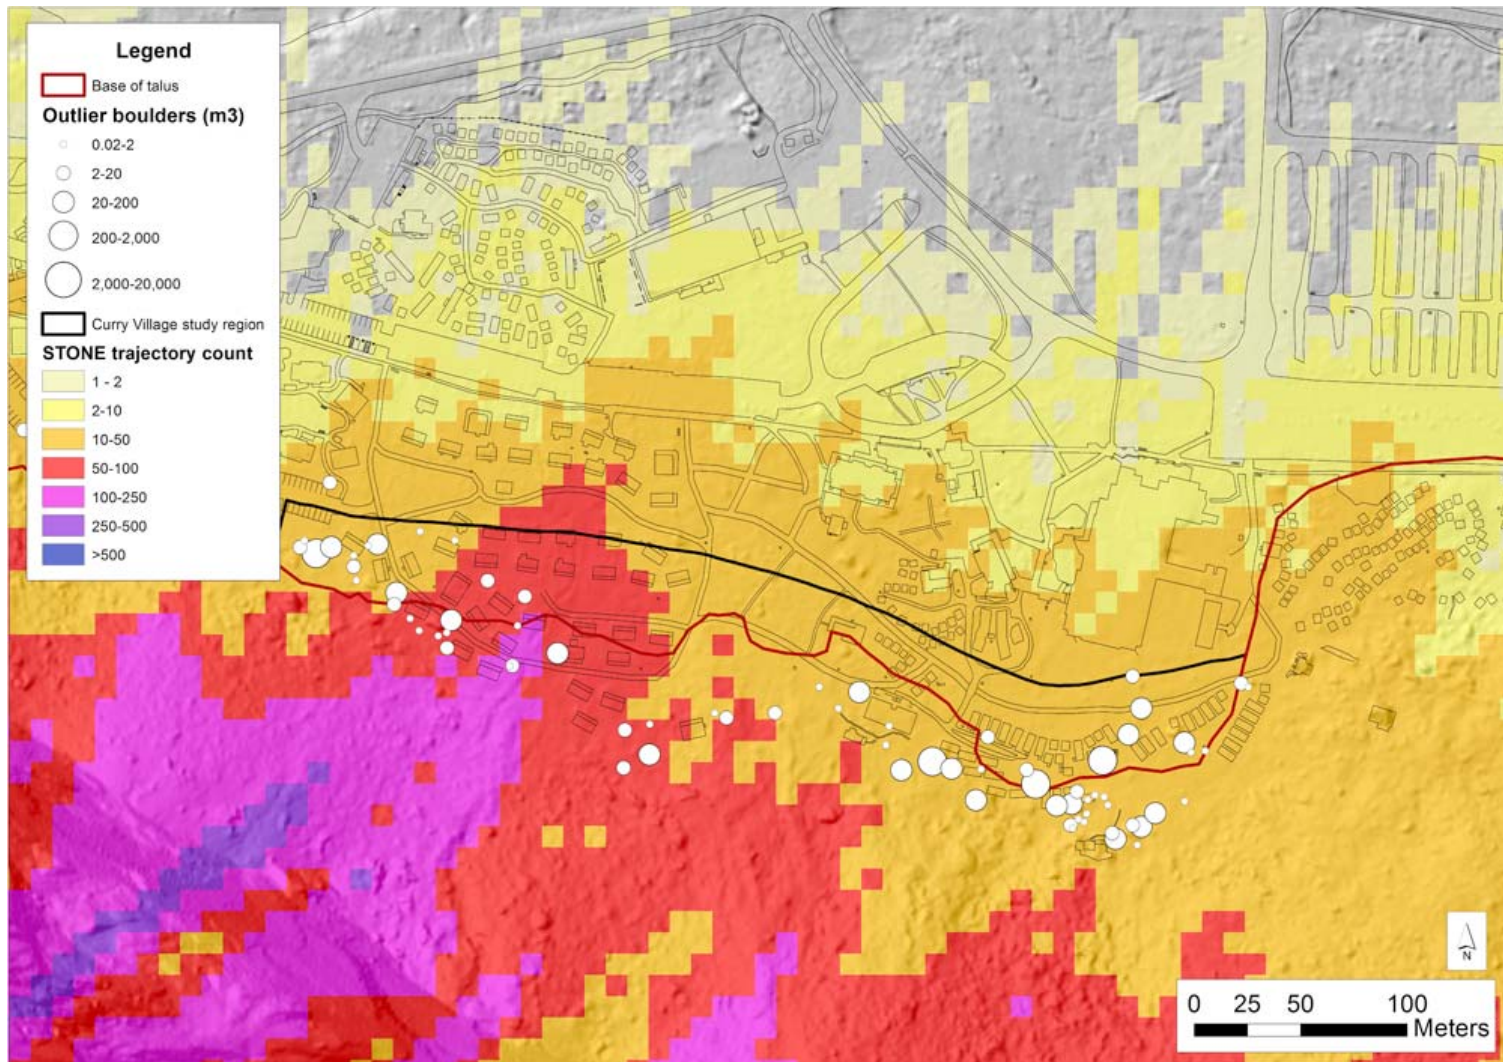 Legend
Base of talus
Outlier boulders (m3)
0.02-2
2-20
20-200
200-2,000
2,000-20,000
Curry Village study region
STONE trajectory count
1 - 2
2-10
10-50
50-100
100-250
250-500
>500
N
0 25 50 100
Meters